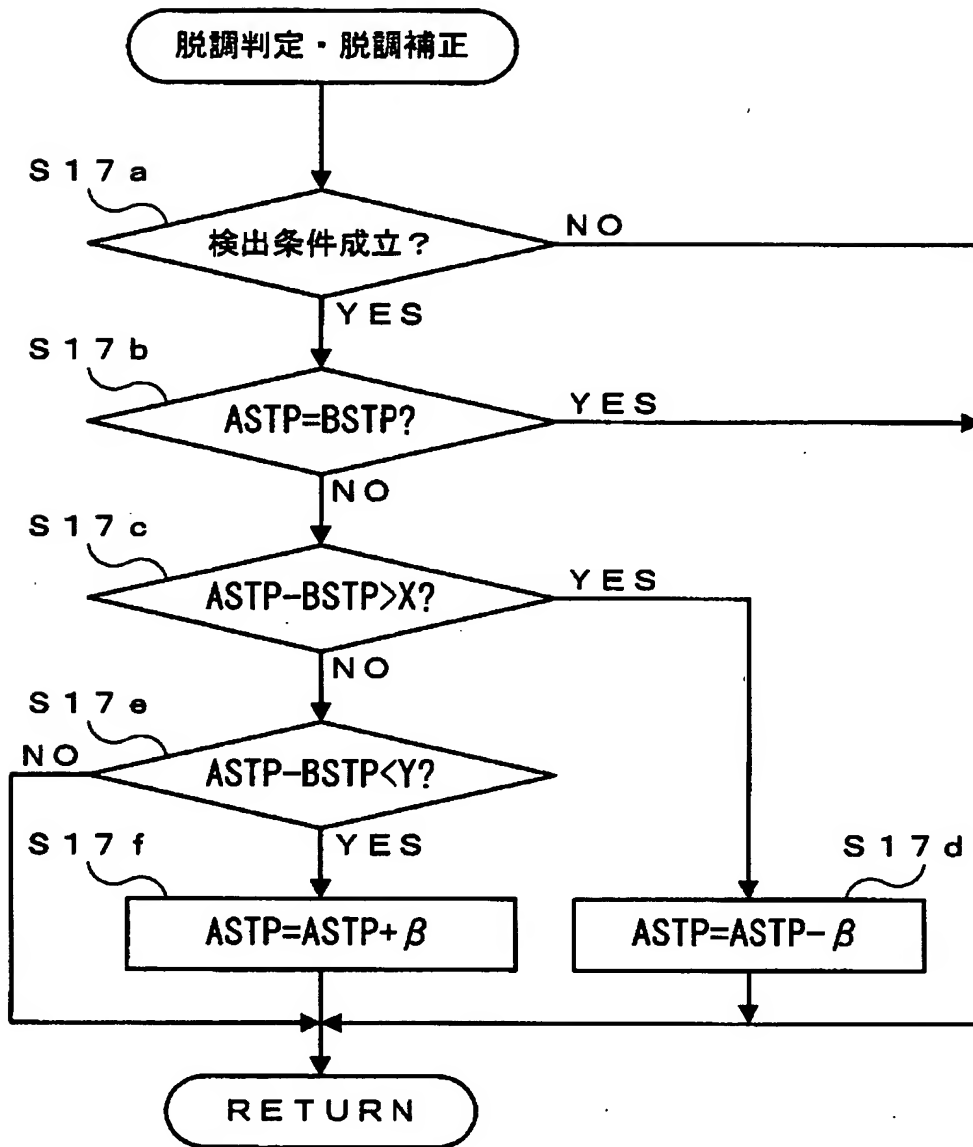 脱調判定・脱調補正
S17a
検出条件成立?
NO
YES
S17b
ASTP=BSTP?
YES
NO
S17c
ASTP-BSTP>X?
YES
NO
S17e
NO
ASTP-BSTP<Y?
YES
S17f
S17d
ASTP=ASTP+β
ASTP=ASTP-β
RETURN